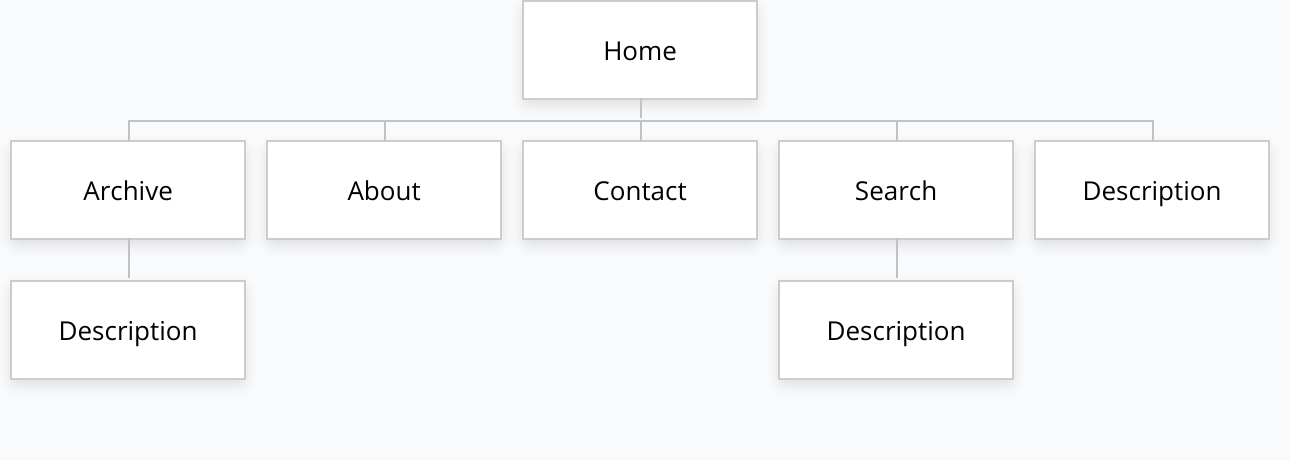 Home
Archive
About
Contact
Search
Description
Description
Description